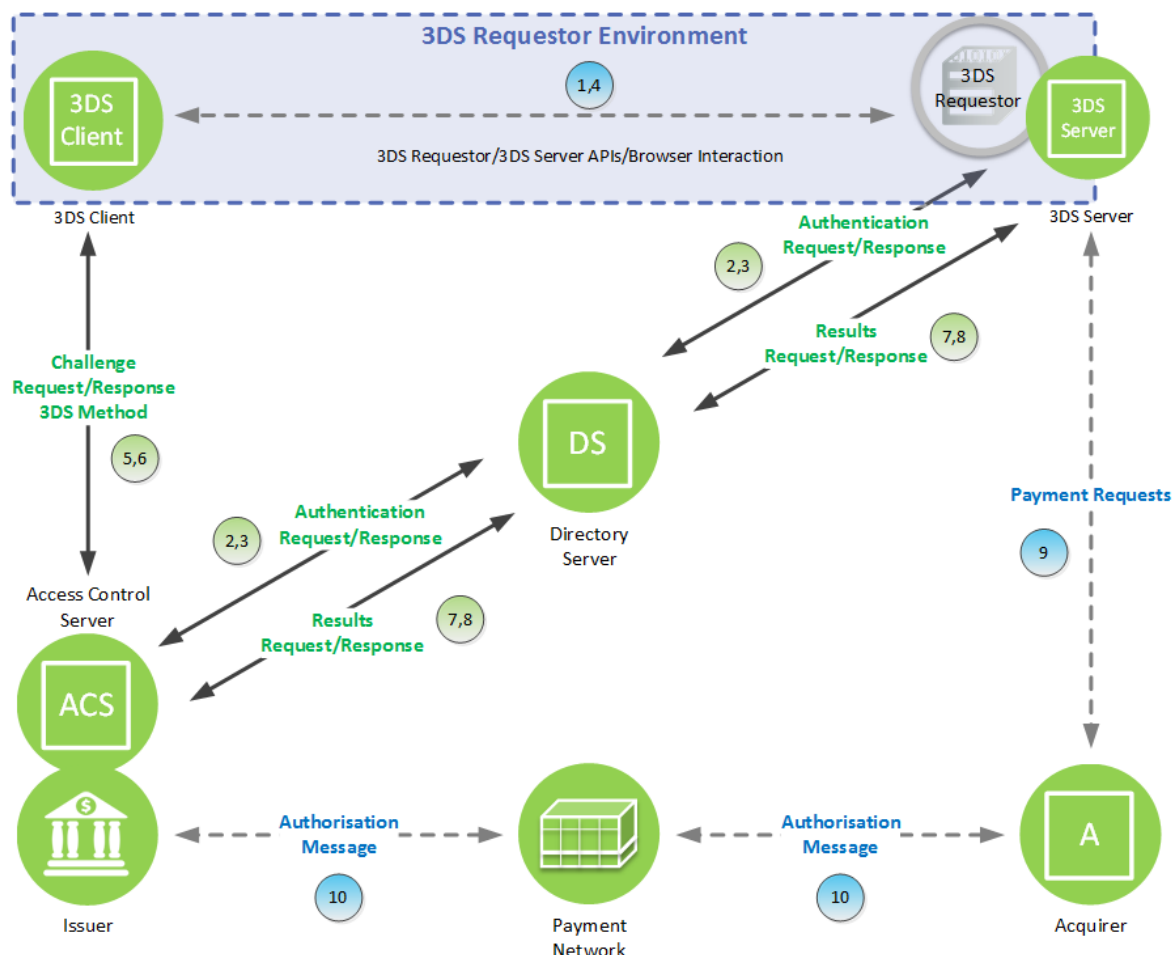 3DS Requestor Environment
3DS
Client
1,4
3DS Requestor/3DS Server APIs/Browser Interaction
1010
3DS
Requestor
3DS
Server
3DS Client
3DS Server
Authentication
Request/Response
2,3
Results
Request/Response
7,8
Challenge
Request/Response
3DS Method
5,6
DS
Directory
Server
Payment Requests
9
Authentication
Request/Response
2,3
Results
Request/Response
7,8
Access Control
Server
ACS
$
Issuer
Authorisation
Message
10
Payment
Network
Authorisation
Message
10
A
Acquirer